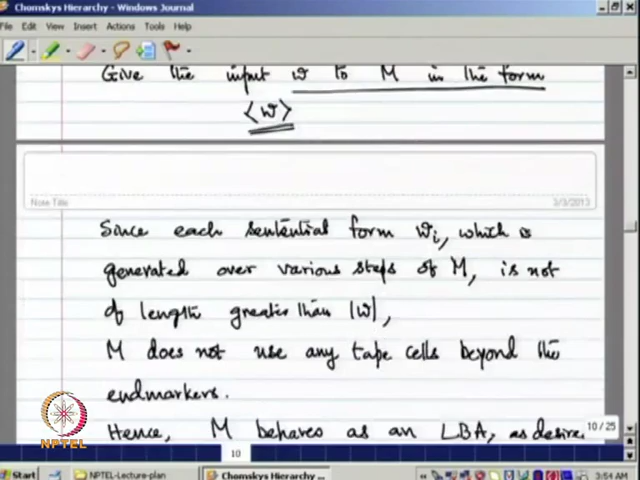 Chomskys Hierarchy - Windows Journal
File Edit View Insert Actions Tools Help
Give the input w to M in the form
<w>
Note Title
3/3/2013
Since each sentential form wi, which is
generated over various steps of M, is not
of length greater than |w|,
M does not use any tape cells beyond the
endmarkers.
Hence, M behaves as an LBA, as desire
10 / 25
NPTEL
10
Start NPTEL-Lecture-plan Chomskys Hierarchy - ... 3:54 AM